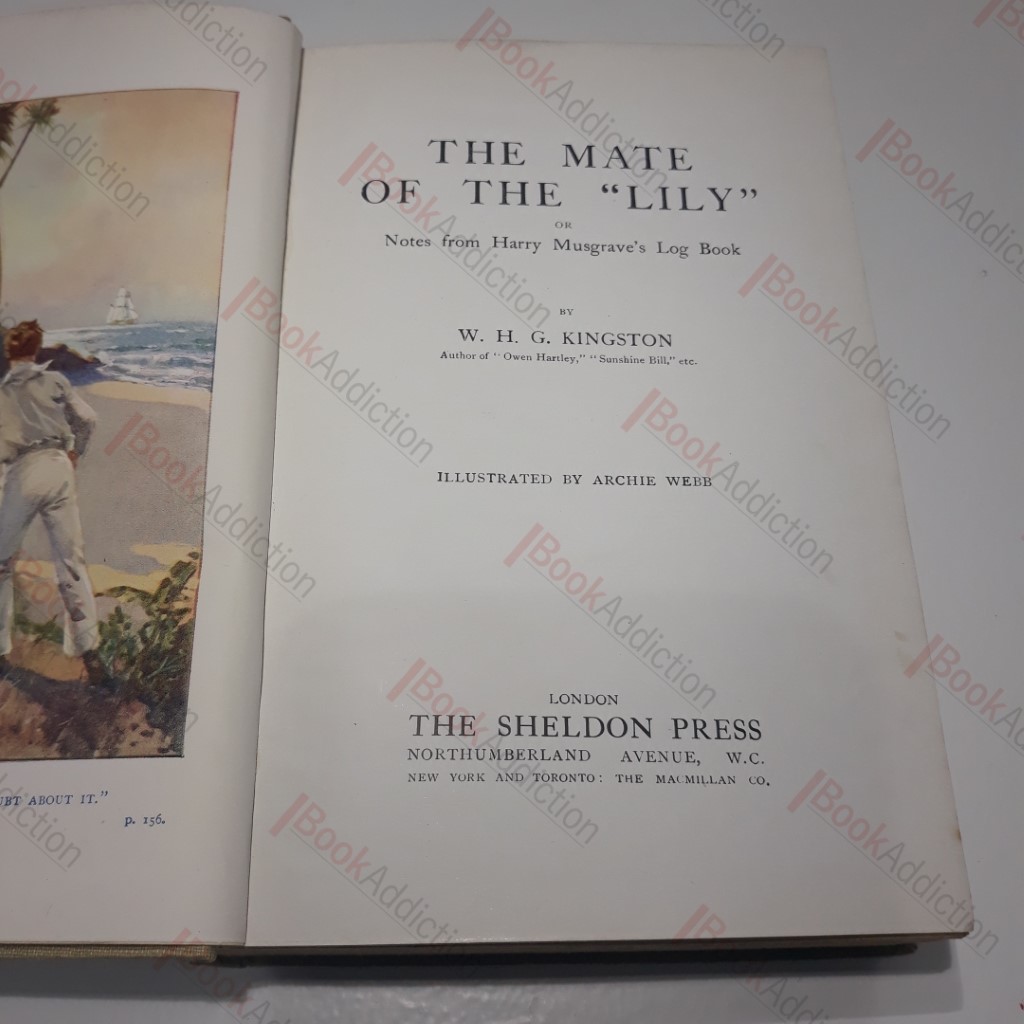 THE MATE
OF THE “LILY”
OR
Notes from Harry Musgrave's Log Book
BY
W. H. G. KINGSTON
Author of “Owen Hartley,” “Sunshine Bill,” etc.
ILLUSTRATED BY ARCHIE WEBB
LONDON
THE SHELDON PRESS
NORTHUMBERLAND AVENUE, W.C.
NEW YORK AND TORONTO: THE MACMILLAN CO.
ABOUT IT.”
p. 156.
BookAddiction